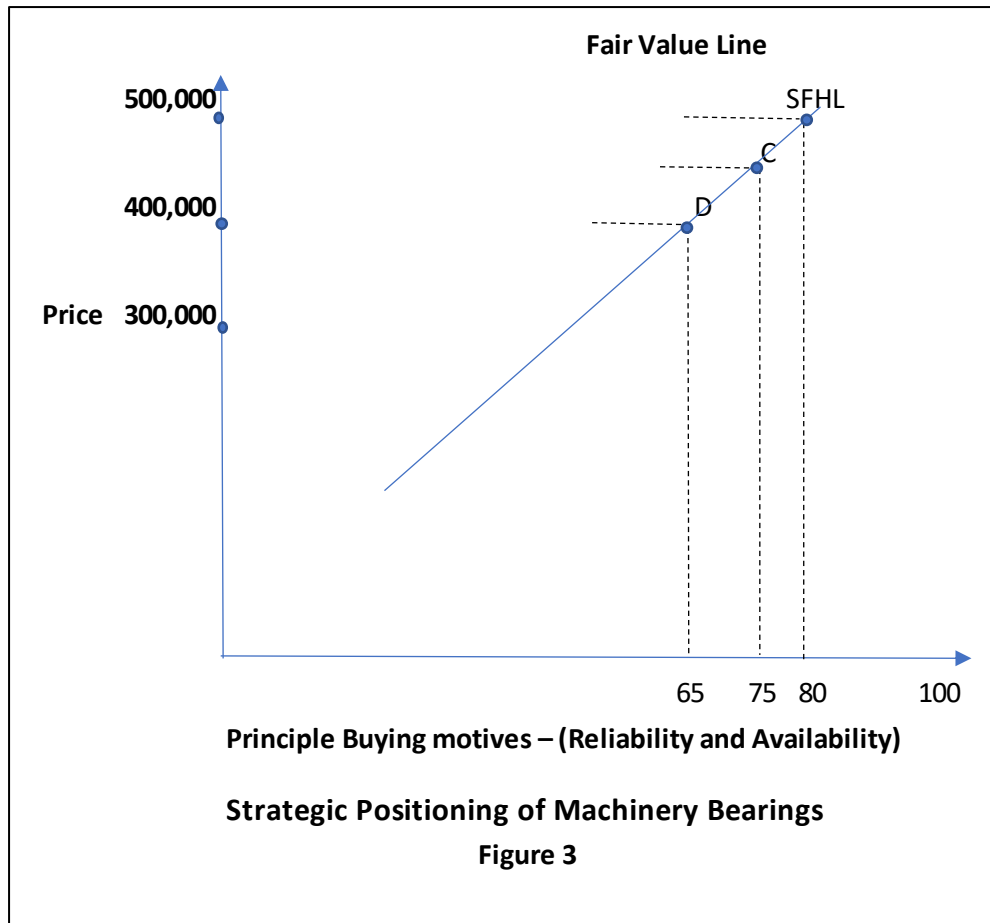 Fair Value Line
500,000
SFHL
C
400,000
D
Price 300,000
65 75 80 100
Principle Buying motives – (Reliability and Availability)
Strategic Positioning of Machinery Bearings
Figure 3